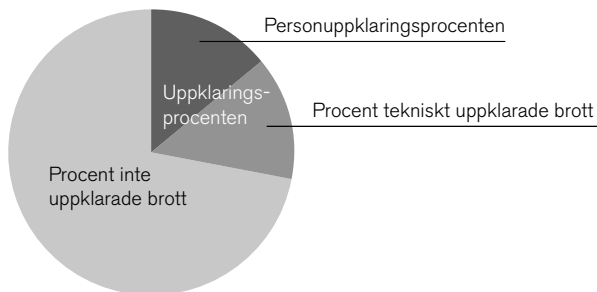 Personuppklaringsprocenten
Uppklarings-
procenten
Procent tekniskt uppklarade brott
Procent inte
uppklarade brott